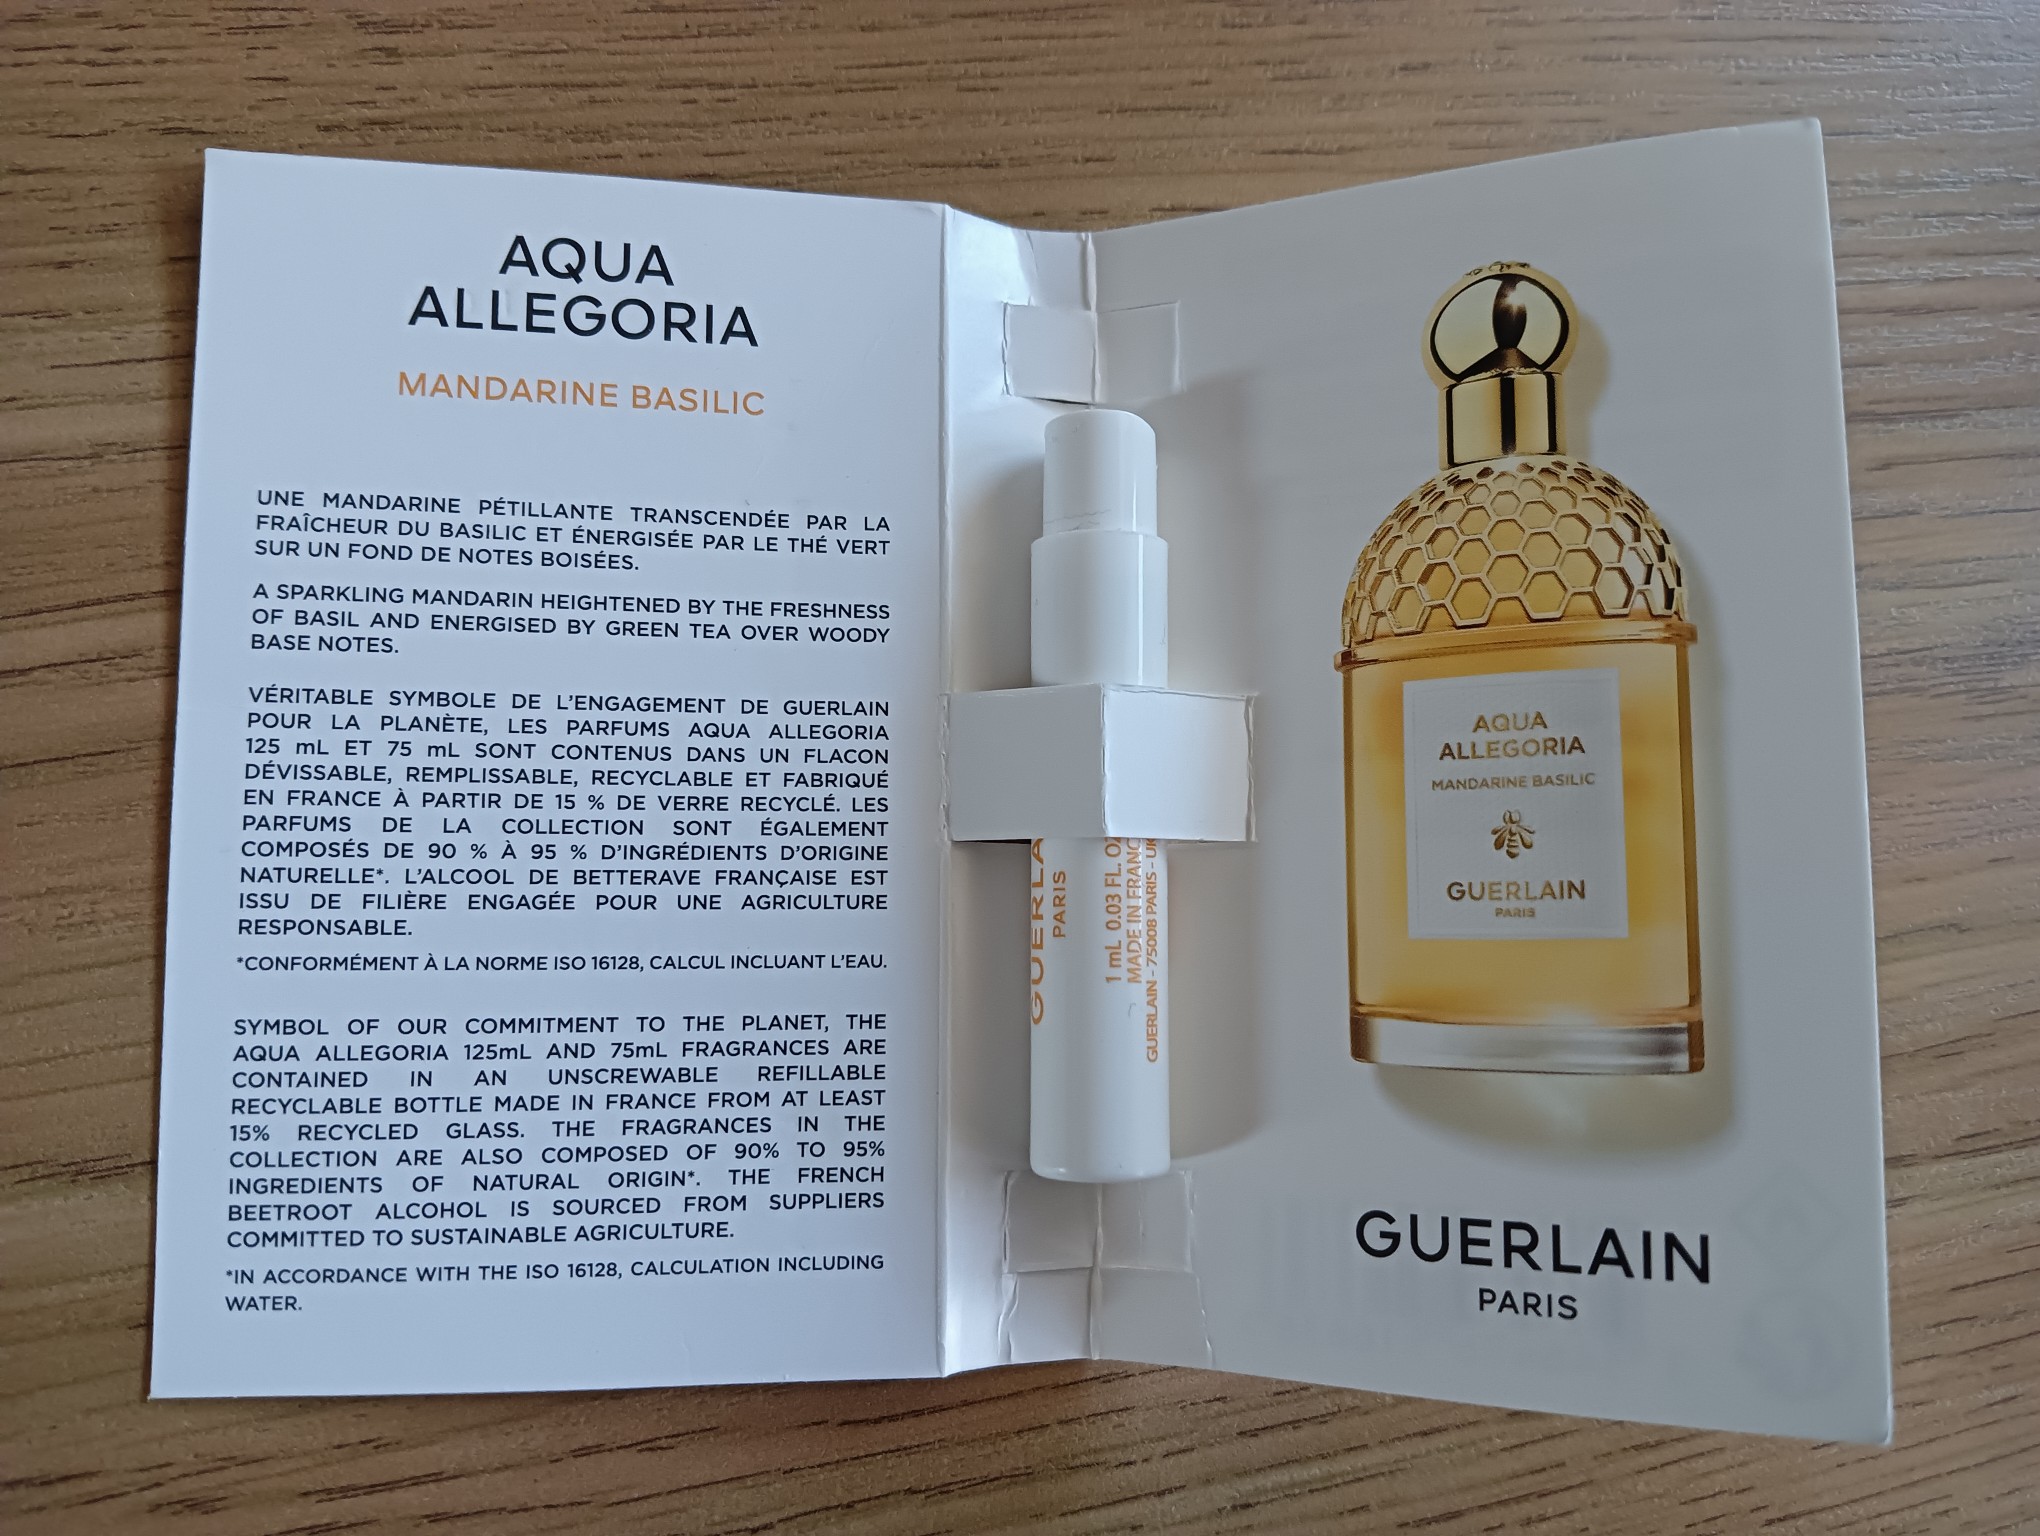 AQUA
ALLEGORIA
MANDARINE BASILIC
UNE MANDARINE PÉTILLANTE TRANSCENDÉE PAR LA
FRAÎCHEUR DU BASILIC ET ÉNERGISÉE PAR LE THÉ VERT
SUR UN FOND DE NOTES BOISÉES.
A SPARKLING MANDARIN HEIGHTENED BY THE FRESHNESS
OF BASIL AND ENERGISED BY GREEN TEA OVER WOODY
BASE NOTES.
VÉRITABLE SYMBOLE DE L'ENGAGEMENT DE GUERLAIN
POUR LA PLANÈTE, LES PARFUMS AQUA ALLEGORIA
125 mL ET 75 mL SONT CONTENUS DANS UN FLACON
DÉVISSABLE, REMPLISSABLE, RECYCLABLE ET FABRIQUÉ
EN FRANCE À PARTIR DE 15 % DE VERRE RECYCLÉ. LES
PARFUMS DE LA COLLECTION SONT ÉGALEMENT
COMPOSÉS DE 90 % À 95 % D'INGRÉDIENTS D'ORIGINE
NATURELLE*. L'ALCOOL DE BETTERAVE FRANÇAISE EST
ISSU DE FILIÈRE ENGAGÉE POUR UNE AGRICULTURE
RESPONSABLE.
*CONFORMÉMENT À LA NORME ISO 16128, CALCUL INCLUANT L'EAU.
SYMBOL OF OUR COMMITMENT TO THE PLANET, THE
AQUA ALLEGORIA 125mL AND 75mL FRAGRANCES ARE
CONTAINED IN AN UNSCREWABLE REFILLABLE
RECYCLABLE BOTTLE MADE IN FRANCE FROM AT LEAST
15% RECYCLED GLASS. THE FRAGRANCES IN THE
COLLECTION ARE ALSO COMPOSED OF 90% TO 95%
INGREDIENTS OF NATURAL ORIGIN*. THE FRENCH
BEETROOT ALCOHOL IS SOURCED FROM SUPPLIERS
COMMITTED TO SUSTAINABLE AGRICULTURE.
*IN ACCORDANCE WITH THE ISO 16128, CALCULATION INCLUDING
WATER.
GUERLA
PARIS
1 mL 0.03 FL. OZ
MADE IN FRANC
GUERLAIN - 75008 PARIS - UK
AQUA
ALLEGORIA
MANDARINE BASILIC
GUERLAIN
PARIS
GUERLAIN
PARIS